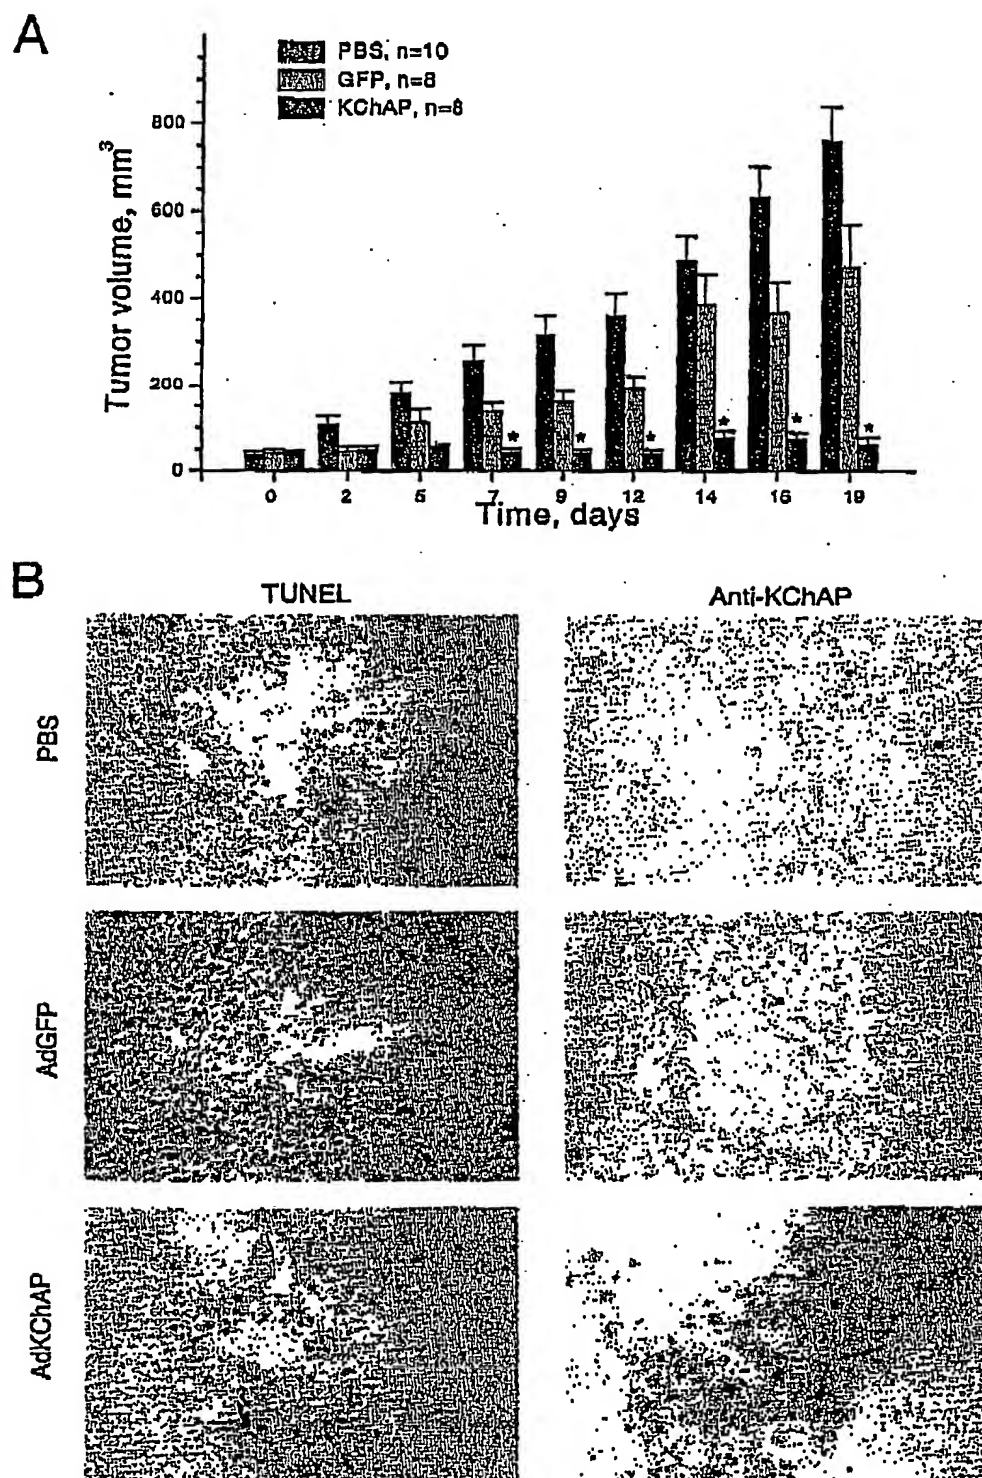 A
PBS, n=10
GFP, n=8
KChAP, n=8
Tumor volume, mm³
800
600
400
200
0
* * * * * *
0 2 5 7 9 12 14 16 19
Time, days
B
TUNEL Anti-KChAP
PBS
AdGFP
AdKChAP